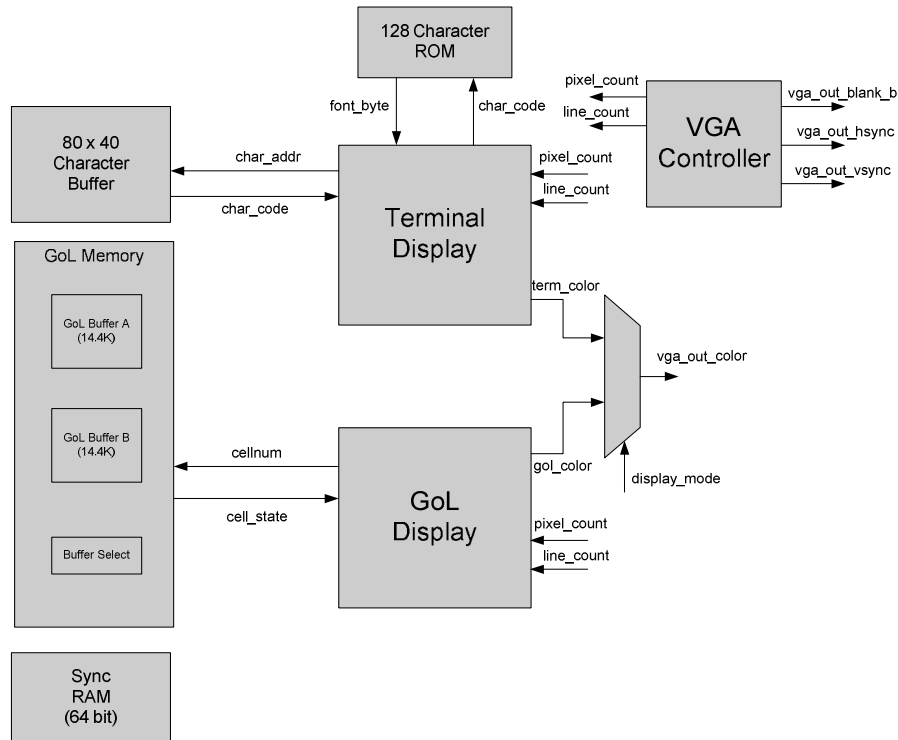 128 Character
ROM
font_byte
char_code
80 x 40
Character
Buffer
char_addr
char_code
pixel_count
line_count
Terminal
Display
pixel_count
line_count
VGA
Controller
vga_out_blank_b
vga_out_hsync
vga_out_vsync
GoL Memory
GoL Buffer A
(14.4K)
GoL Buffer B
(14.4K)
Buffer Select
term_color
vga_out_color
gol_color
display_mode
cellnum
cell_state
GoL
Display
pixel_count
line_count
Sync
RAM
(64 bit)